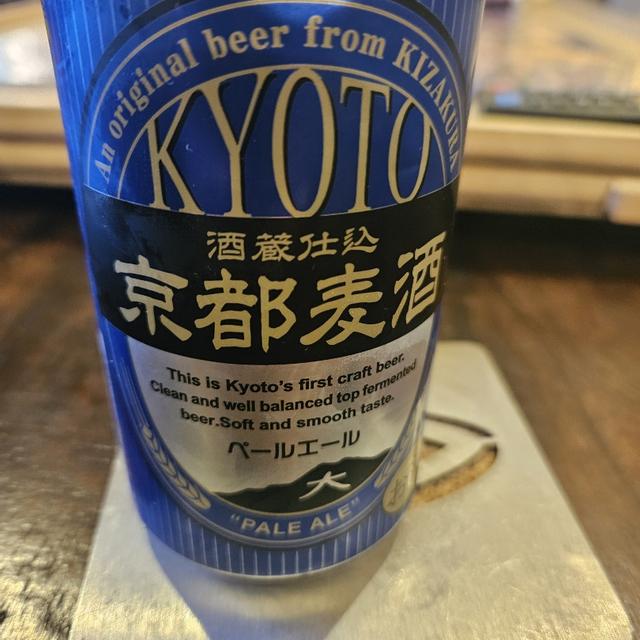 An original beer from KIZAKURA
KYOTO
酒蔵仕込
京都麦酒
This is Kyoto's first craft beer.
Clean and well balanced top fermented
beer.Soft and smooth taste.
ペールエール
大
"PALE ALE"